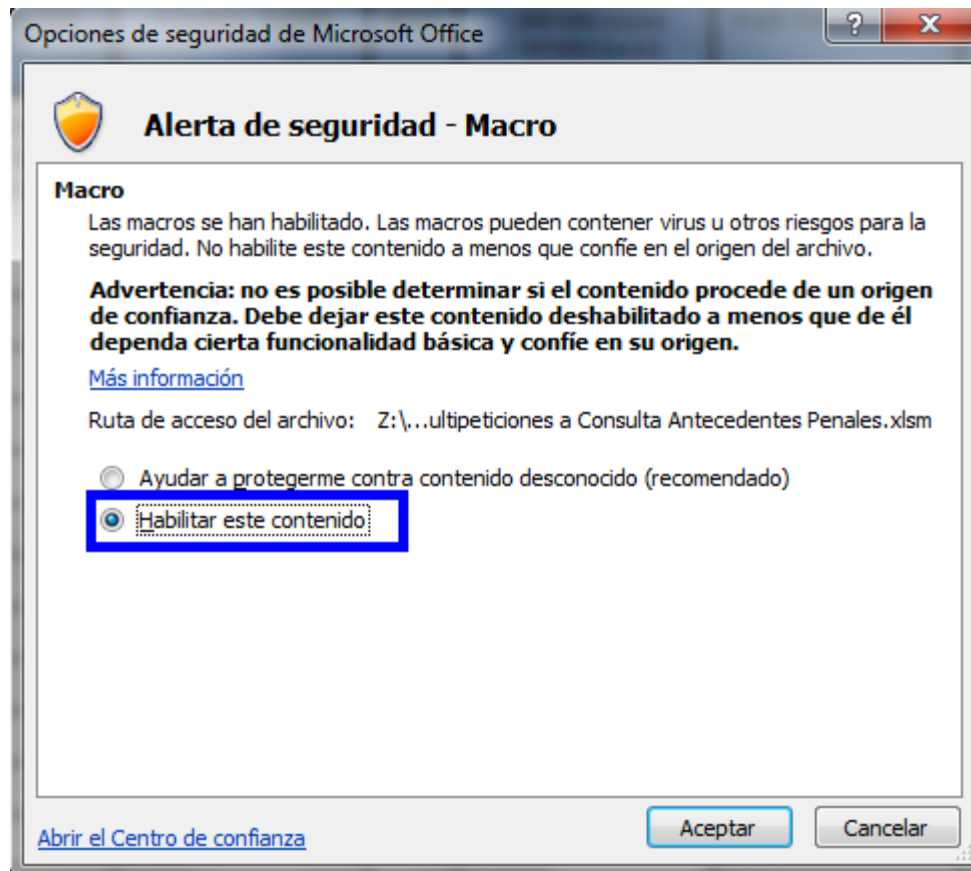 Opciones de seguridad de Microsoft Office
?
X
Alerta de seguridad - Macro
Macro
Las macros se han habilitado. Las macros pueden contener virus u otros riesgos para la
seguridad. No habilite este contenido a menos que confíe en el origen del archivo.
Advertencia: no es posible determinar si el contenido procede de un origen
de confianza. Debe dejar este contenido deshabilitado a menos que de él
dependa cierta funcionalidad básica y confíe en su origen.
Más información
Ruta de acceso del archivo: Z:\...ultipeticiones a Consulta Antecedentes Penales.xlsm
Ayudar a protegerme contra contenido desconocido (recomendado)
Habilitar este contenido
Abrir el Centro de confianza
Aceptar
Cancelar